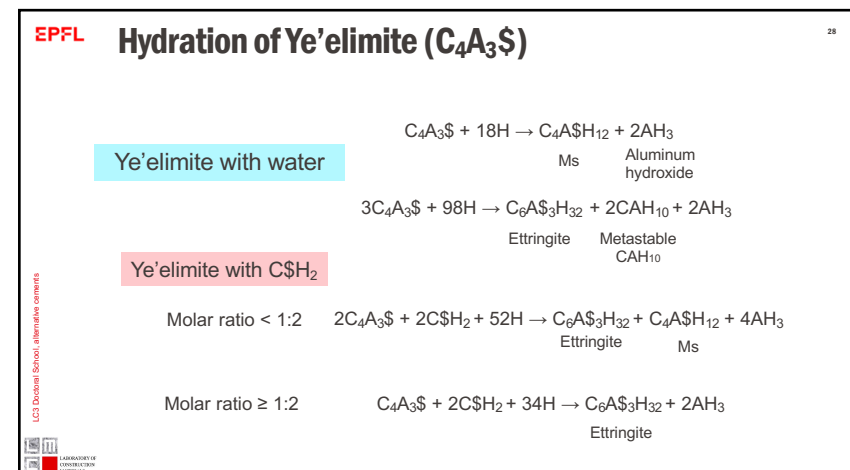 EPFL
Hydration of Ye’elimite (C₄A₃$)
28
C₄A₃$ + 18H → C₄A$H₁₂ + 2AH₃
Ye’elimite with water
Ms
Aluminum
hydroxide
3C₄A₃$ + 98H → C₆A$₃H₃₂ + 2CAH₁₀ + 2AH₃
Ettringite
Metastable
CAH₁₀
Ye’elimite with C$H₂
Molar ratio < 1:2
2C₄A₃$ + 2C$H₂ + 52H → C₆A$₃H₃₂ + C₄A$H₁₂ + 4AH₃
Ettringite
Ms
Molar ratio ≥ 1:2
C₄A₃$ + 2C$H₂ + 34H → C₆A$₃H₃₂ + 2AH₃
Ettringite
LC3 Doctoral School, alternative cements
LABORATORY OF
CONSTRUCTION